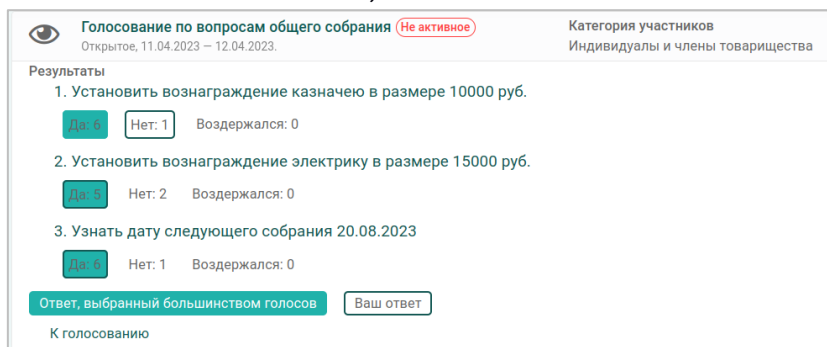 Голосование по вопросам общего собрания Не активное
Категория участников
Открытое, 11.04.2023 — 12.04.2023.
Индивидуалы и члены товарищества
Результаты
1. Установить вознаграждение казначею в размере 10000 руб.
Да: 6 Нет: 1 Воздержался: 0
2. Установить вознаграждение электрику в размере 15000 руб.
Да: 5 Нет: 2 Воздержался: 0
3. Узнать дату следующего собрания 20.08.2023
Да: 6 Нет: 1 Воздержался: 0
Ответ, выбранный большинством голосов Ваш ответ
К голосованию